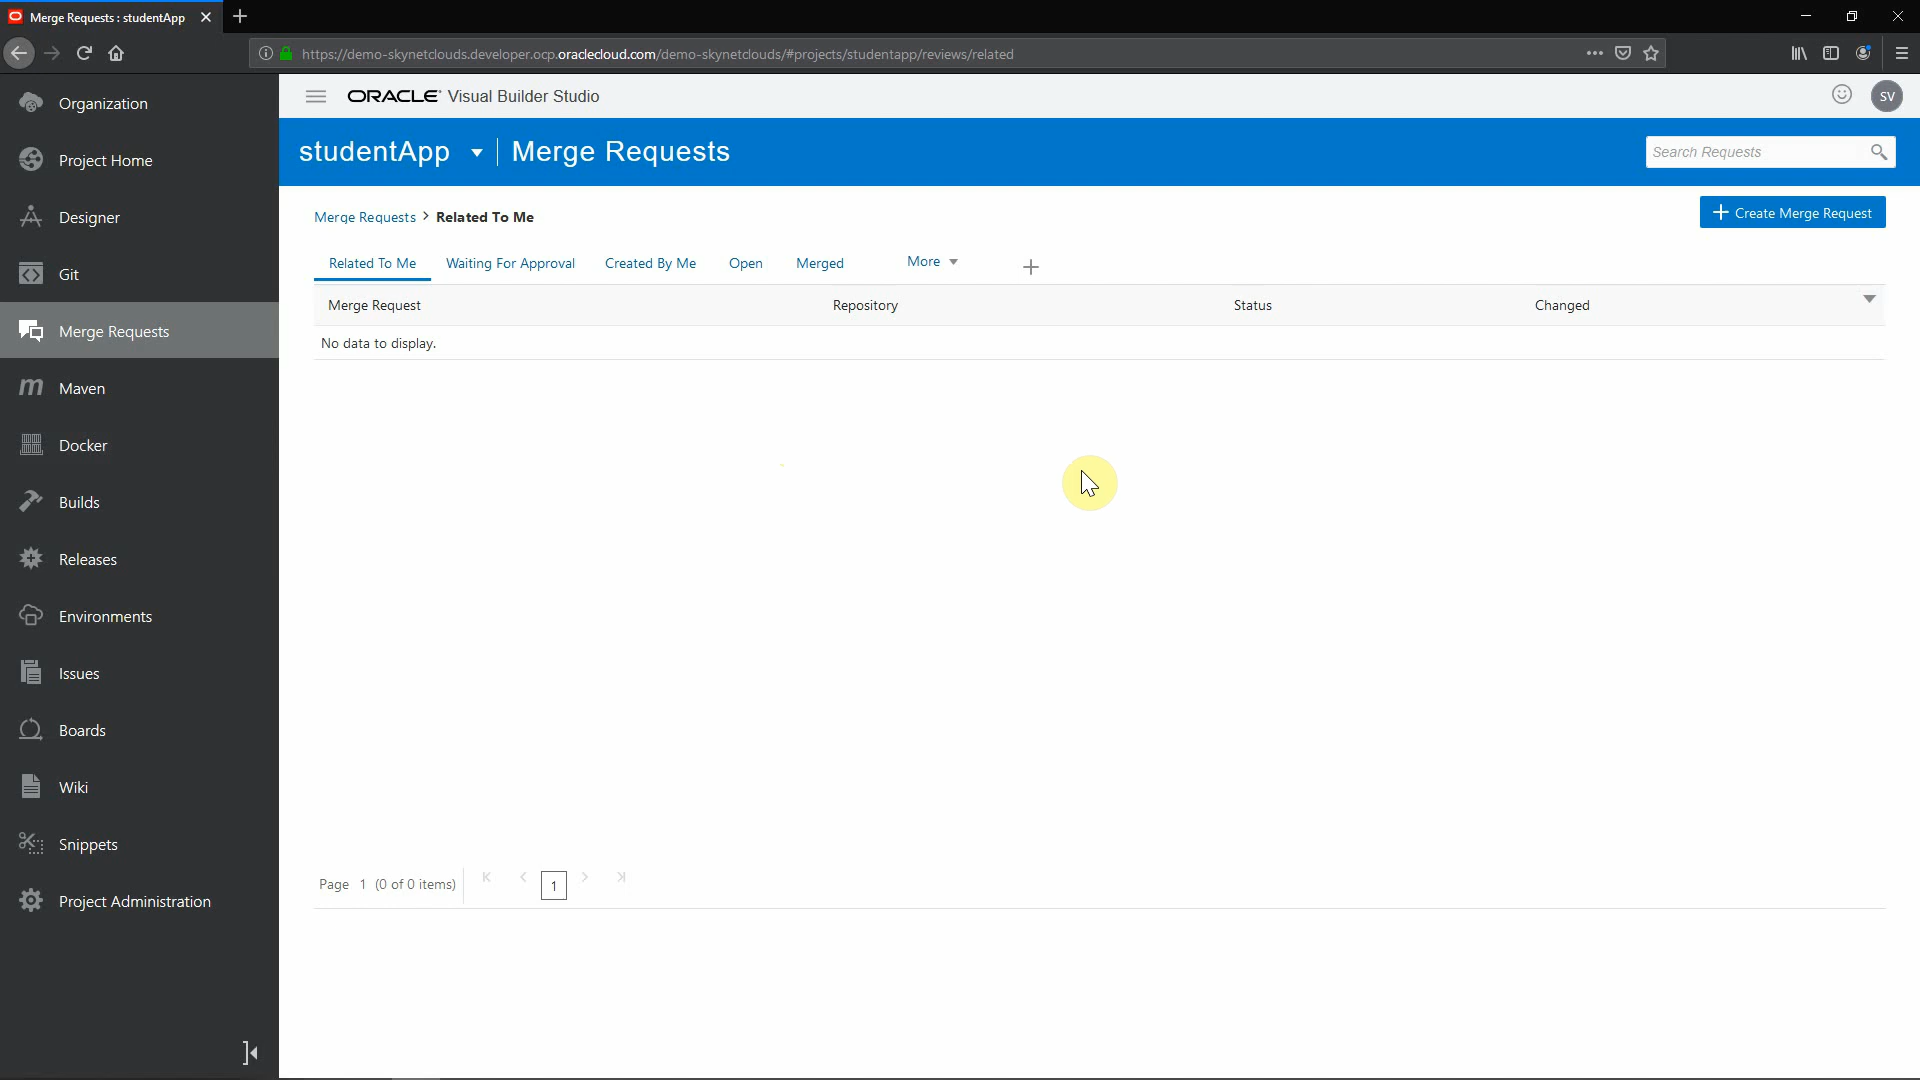 Merge Requests : studentApp
https://demo-skynetclouds.developer.ocp.oraclecloud.com/demo-skynetclouds/#projects/studentapp/reviews/related
Organization
Project Home
Designer
Git
Merge Requests
Maven
Docker
Builds
Releases
Environments
Issues
Boards
Wiki
Snippets
Project Administration
ORACLE Visual Builder Studio
SV
studentApp Merge Requests
Search Requests
Merge Requests > Related To Me
Create Merge Request
Related To Me Waiting For Approval Created By Me Open Merged More
Merge Request Repository Status Changed
No data to display.
Page 1 (0 of 0 items) 1